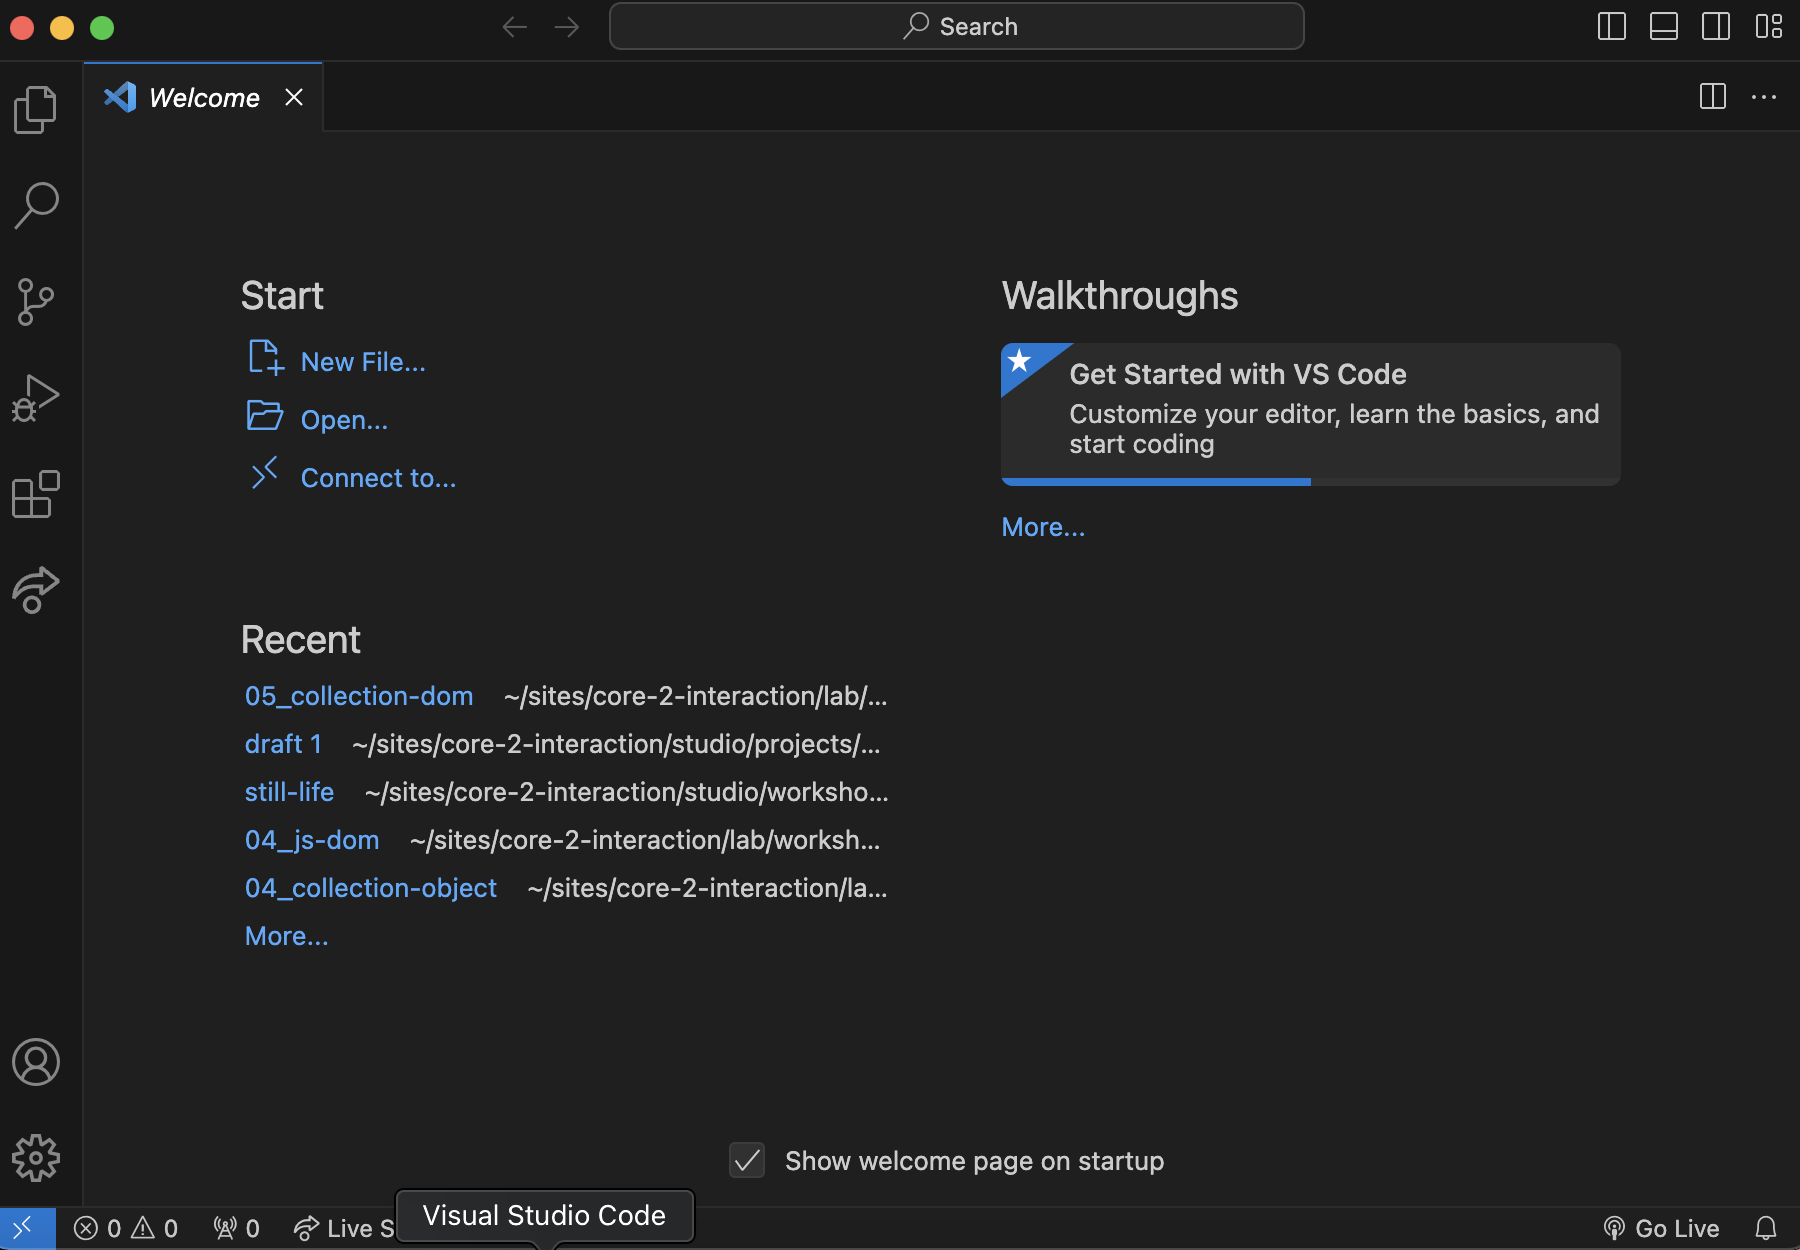 Search
Welcome
Start
New File...
Open...
Connect to...
Walkthroughs
Get Started with VS Code
Customize your editor, learn the basics, and
start coding
More...
Recent
05_collection-dom ~/sites/core-2-interaction/lab/...
draft 1 ~/sites/core-2-interaction/studio/projects/...
still-life ~/sites/core-2-interaction/studio/worksho...
04_js-dom ~/sites/core-2-interaction/lab/worksh...
04_collection-object ~/sites/core-2-interaction/la...
More...
Show welcome page on startup
0 0 0 Live S
Visual Studio Code
Go Live